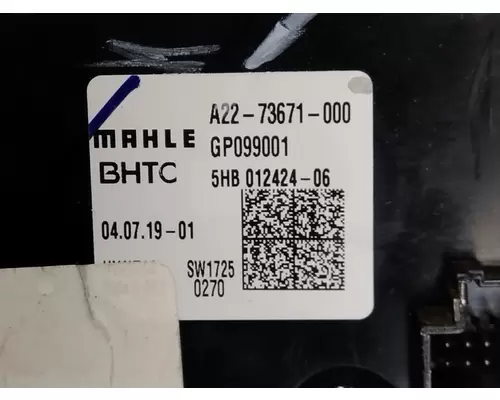 A22-73671-000
MAHLE GP099001
BHTC 5HB 012424-06
04.07.19-01
SW1725
0270